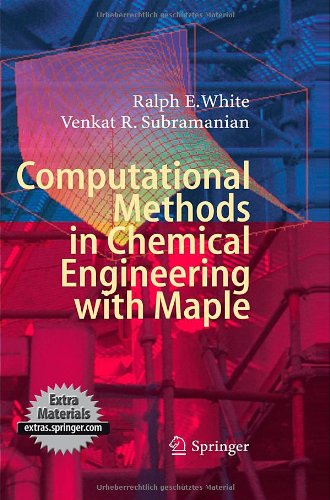 Urheberrechtlich geschütztes Material
Ralph E.White
Venkat R. Subramanian
Computational
Methods
in Chemical
Engineering
with Maple
Extra
Materials
extras.springer.com
Springer
Urheberrechtlich geschütztes Material